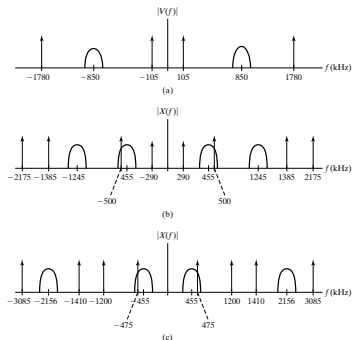 |V(f)|
−1780 −850 −105 105 850 1780 f (kHz)
(a)
|X(f)|
−2175 −1385 −1245 455 −290 290 455 1245 1385 2175 f (kHz)
−500 500
(b)
|X(f)|
−3085 −2156 −1410 −1200 −455 455 1200 1410 2156 3085 f (kHz)
−475 475
(c)